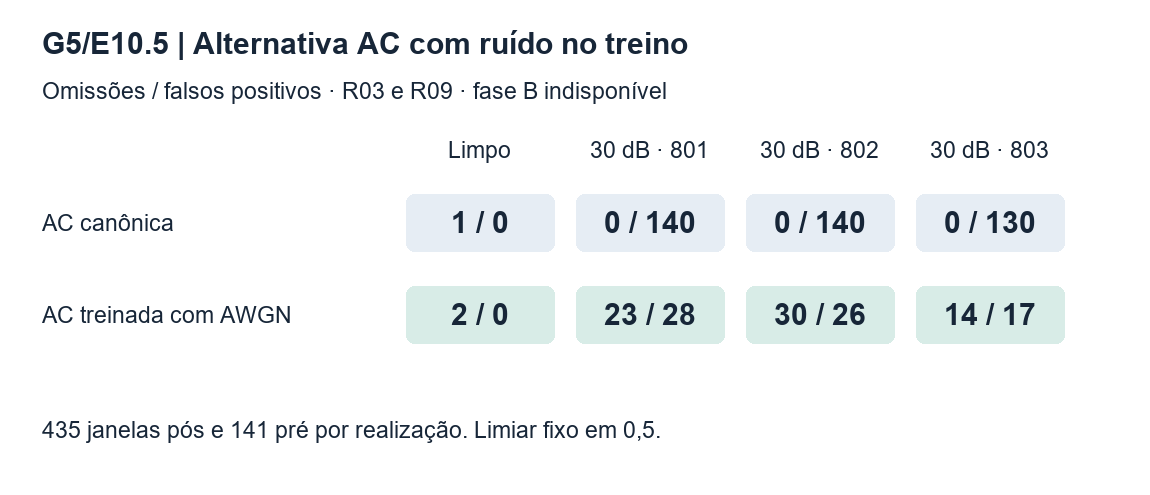 G5/E10.5 | Alternativa AC com ruído no treino
Omissões / falsos positivos · R03 e R09 · fase B indisponível
Limpo 30 dB · 801 30 dB · 802 30 dB · 803
AC canônica 1 / 0 0 / 140 0 / 140 0 / 130
AC treinada com AWGN 2 / 0 23 / 28 30 / 26 14 / 17
435 janelas pós e 141 pré por realização. Limiar fixo em 0,5.